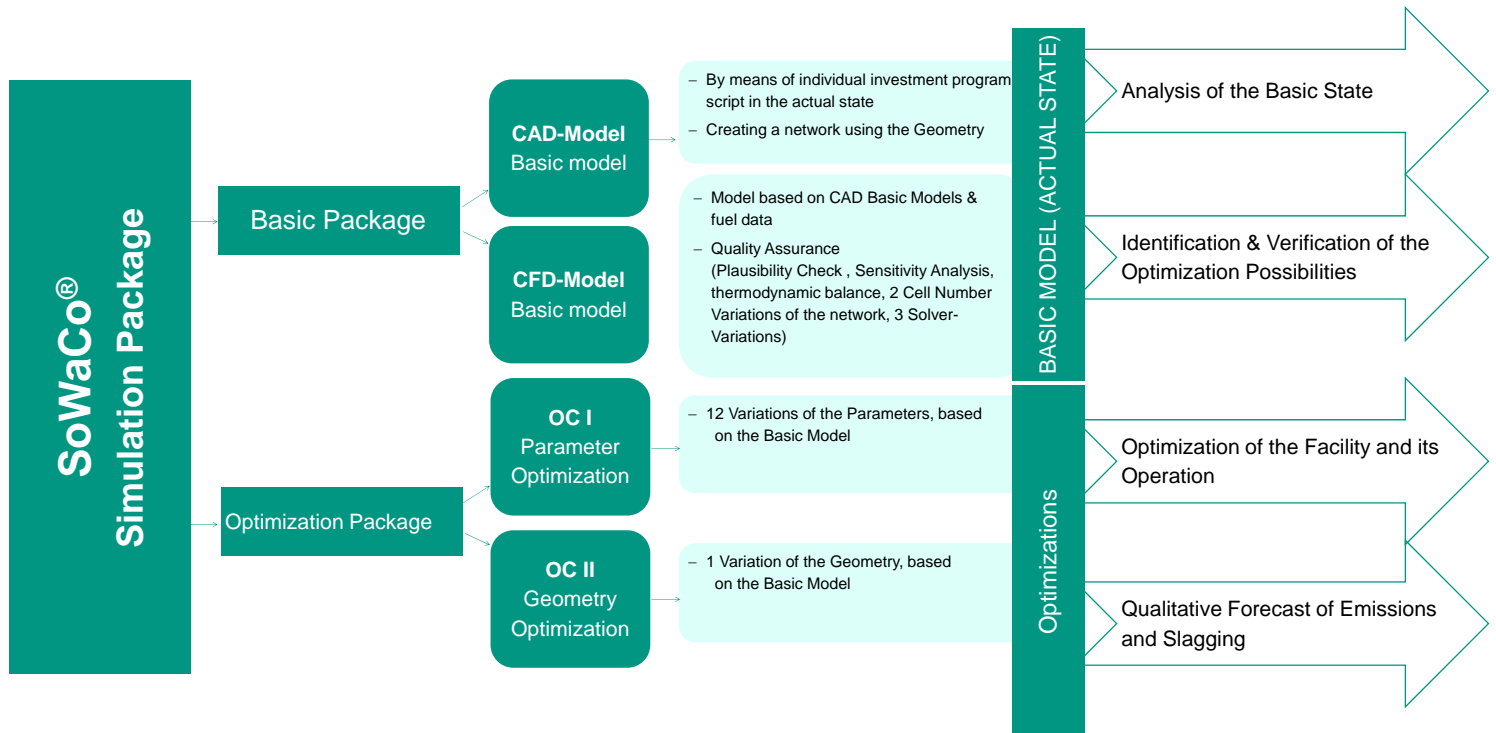 SoWaCo®
Simulation Package
Basic Package
Optimization Package
CAD-Model
Basic model
CFD-Model
Basic model
OC I
Parameter
Optimization
OC II
Geometry
Optimization
– By means of individual investment program
script in the actual state
– Creating a network using the Geometry
– Model based on CAD Basic Models &
fuel data
– Quality Assurance
(Plausibility Check , Sensitivity Analysis,
thermodynamic balance, 2 Cell Number
Variations of the network, 3 Solver-
Variations)
– 12 Variations of the Parameters, based
on the Basic Model
– 1 Variation of the Geometry, based
on the Basic Model
BASIC MODEL (ACTUAL STATE)
Optimizations
Analysis of the Basic State
Identification & Verification of the
Optimization Possibilities
Optimization of the Facility and its
Operation
Qualitative Forecast of Emissions
and Slagging